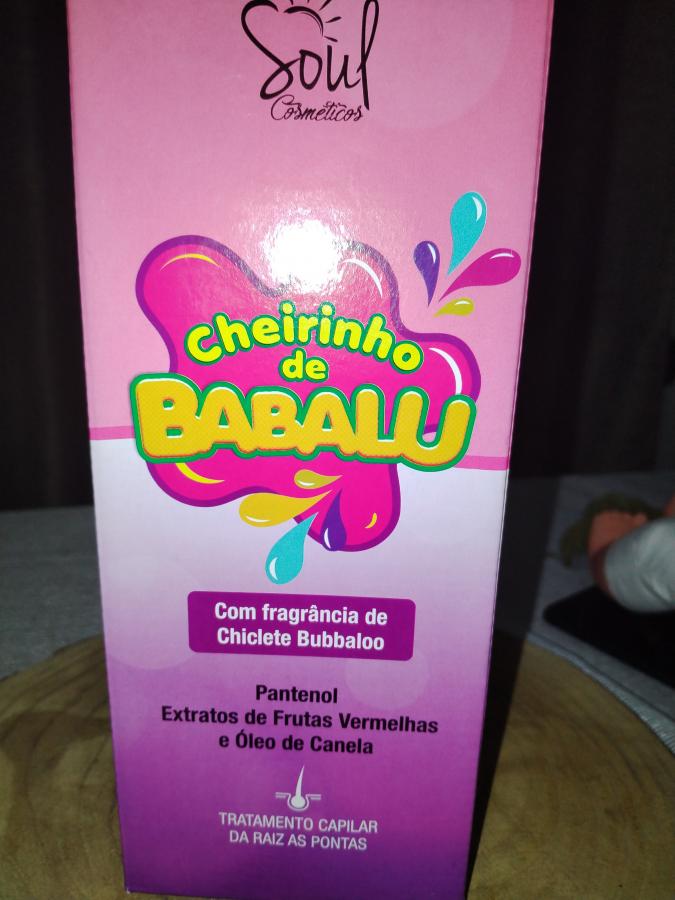 Soul
Cosméticos
Cheirinho
de
BABALU
Com fragrância de
Chiclete Bubbaloo
Pantenol
Extratos de Frutas Vermelhas
e Óleo de Canela
TRATAMENTO CAPILAR
DA RAIZ AS PONTAS